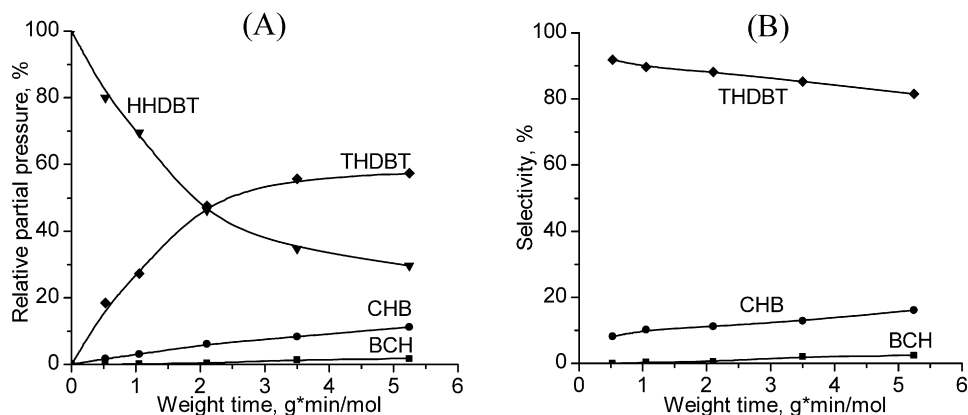 (A)
100
80
60
40
20
0
Relative partial pressure, %
HHDBT
THDBT
CHB
BCH
0 1 2 3 4 5 6
Weight time, g*min/mol
(B)
100
80
60
40
20
0
Selectivity, %
THDBT
CHB
BCH
0 1 2 3 4 5 6
Weight time, g*min/mol